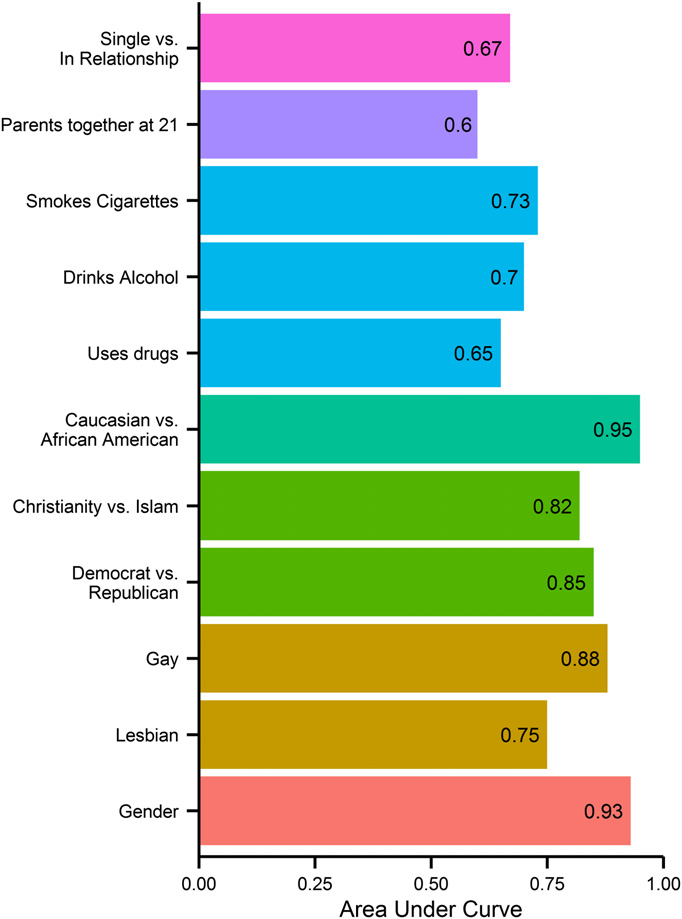 Single vs.
In Relationship
0.67
Parents together at 21
0.6
Smokes Cigarettes
0.73
Drinks Alcohol
0.7
Uses drugs
0.65
Caucasian vs.
African American
0.95
Christianity vs. Islam
0.82
Democrat vs.
Republican
0.85
Gay
0.88
Lesbian
0.75
Gender
0.93
0.00 0.25 0.50 0.75 1.00
Area Under Curve